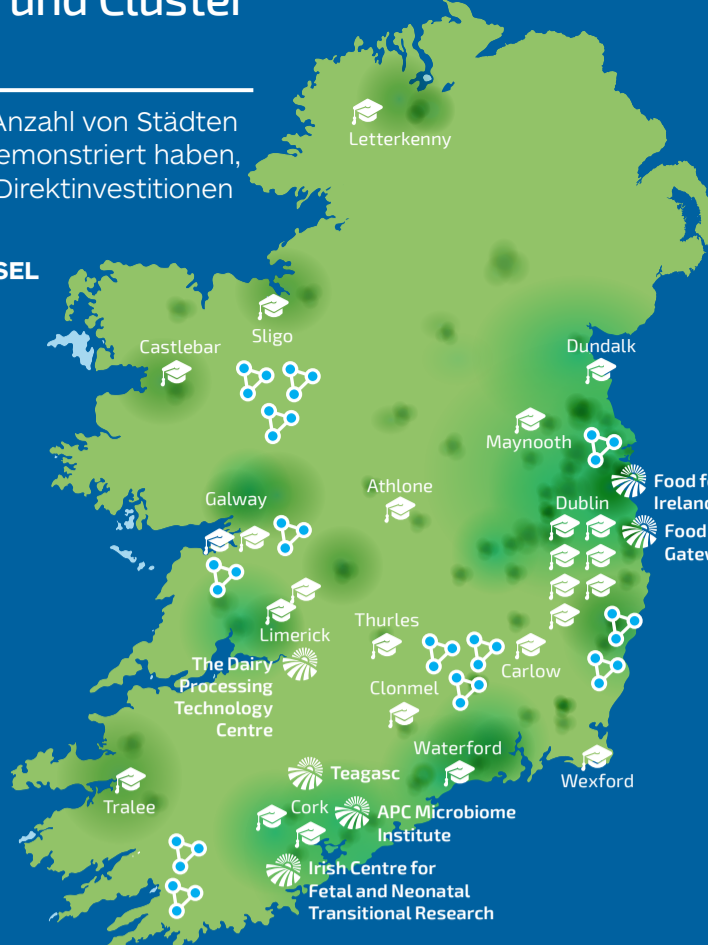 und Cluster
Anzahl von Städten
emonstriert haben,
Direktinvestitionen
SEL
Letterkenny
Sligo
Castlebar
Dundalk
Maynooth
Food f
Ireland
Galway
Athlone
Dublin
Food
Gatew
Limerick
Thurles
Carlow
The Dairy
Processing
Technology
Centre
Clonmel
Waterford
Wexford
Teagasc
Tralee
Cork
APC Microbiome
Institute
Irish Centre for
Fetal and Neonatal
Transitional Research